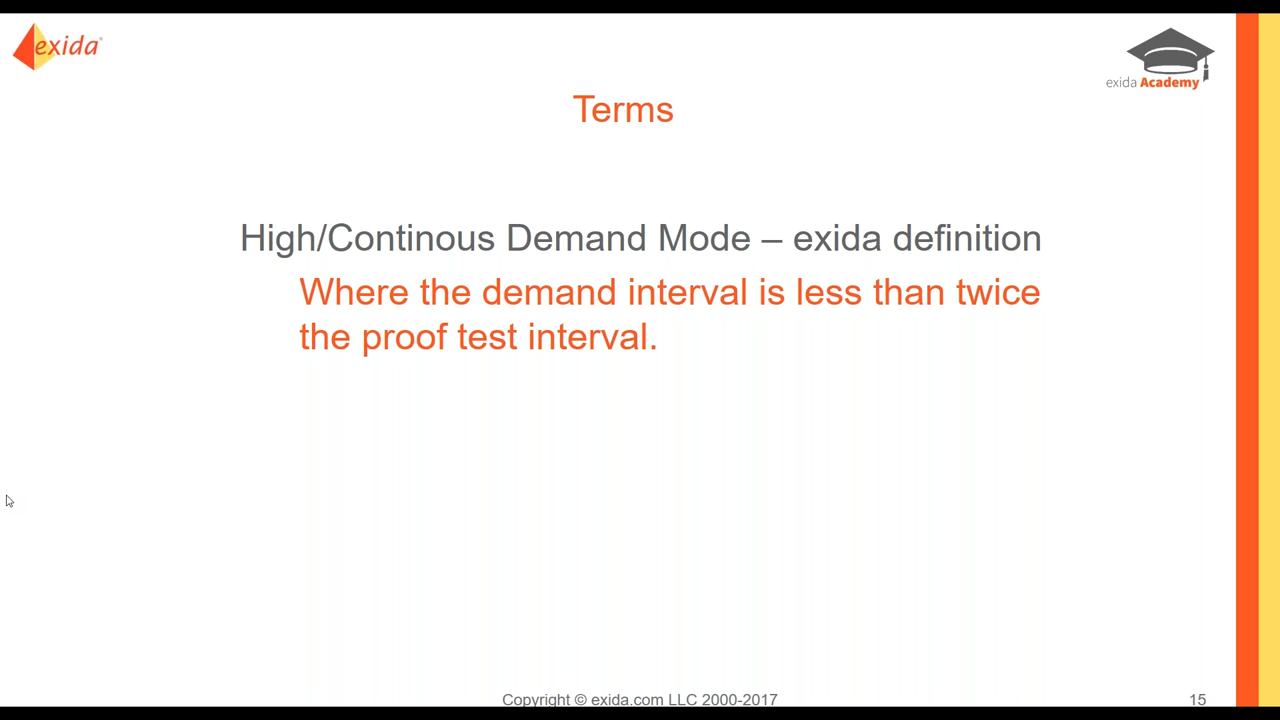 exida
exida Academy
Terms
High/Continous Demand Mode – exida definition
Where the demand interval is less than twice
the proof test interval.
Copyright © exida.com LLC 2000-2017
15